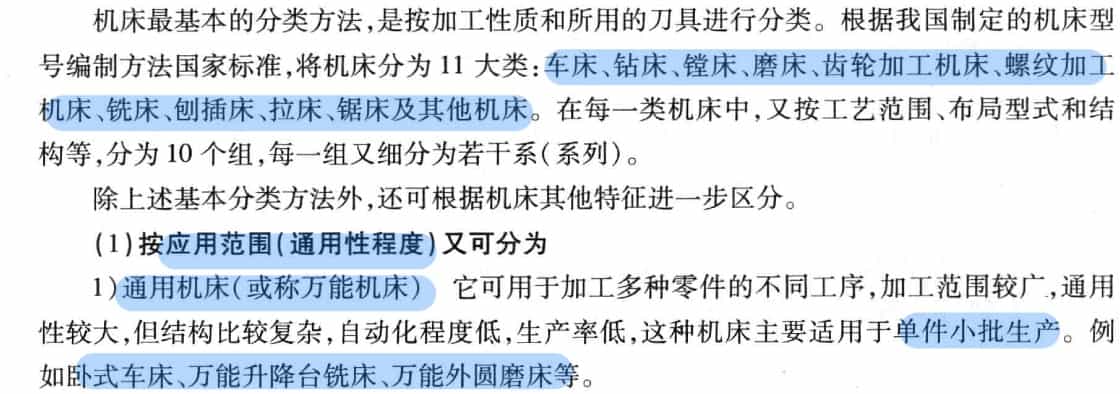 机床最基本的分类方法,是按加工性质和所用的刀具进行分类。根据我国制定的机床型
号编制方法国家标准,将机床分为 11 大类:车床、钻床、镗床、磨床、齿轮加工机床、螺纹加工
机床、铣床、刨插床、拉床、锯床及其他机床。在每一类机床中,又按工艺范围、布局型式和结
构等,分为 10 个组,每一组又细分为若干系(系列)。
除上述基本分类方法外,还可根据机床其他特征进一步区分。
(1)按应用范围(通用性程度)又可分为
1)通用机床(或称万能机床) 它可用于加工多种零件的不同工序,加工范围较广,通用
性较大,但结构比较复杂,自动化程度低,生产率低,这种机床主要适用于单件小批生产。例
如卧式车床、万能升降台铣床、万能外圆磨床等。